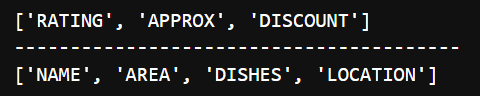 ['RATING', 'APPROX', 'DISCOUNT']
------------------------------------------
['NAME', 'AREA', 'DISHES', 'LOCATION']